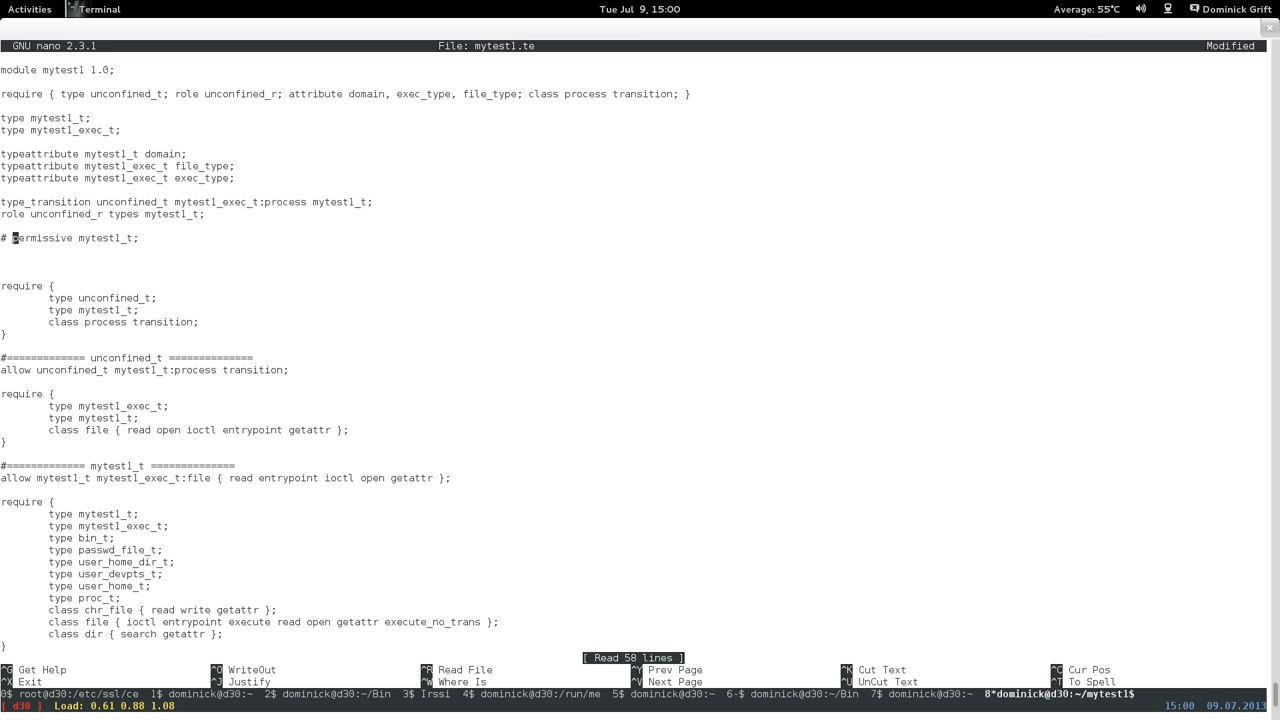 Activities Terminal Tue Jul 9, 15:00 Average: 55°C Dominick Grift
GNU nano 2.3.1 File: mytest1.te Modified
module mytest1 1.0;
require { type unconfined_t; role unconfined_r; attribute domain, exec_type, file_type; class process transition; }
type mytest1_t;
type mytest1_exec_t;
typeattribute mytest1_t domain;
typeattribute mytest1_exec_t file_type;
typeattribute mytest1_exec_t exec_type;
type_transition unconfined_t mytest1_exec_t:process mytest1_t;
role unconfined_r types mytest1_t;
# permissive mytest1_t;
require {
type unconfined_t;
type mytest1_t;
class process transition;
}
#============= unconfined_t ==============
allow unconfined_t mytest1_t:process transition;
require {
type mytest1_exec_t;
type mytest1_t;
class file { read open ioctl entrypoint getattr };
}
#============= mytest1_t ==============
allow mytest1_t mytest1_exec_t:file { read entrypoint ioctl open getattr };
require {
type mytest1_t;
type mytest1_exec_t;
type bin_t;
type passwd_file_t;
type user_home_dir_t;
type user_devpts_t;
type user_home_t;
type proc_t;
class chr_file { read write getattr };
class file { ioctl entrypoint execute read open getattr execute_no_trans };
class dir { search getattr };
}
[ Read 58 lines ]
^G Get Help ^O WriteOut ^R Read File ^Y Prev Page ^K Cut Text ^C Cur Pos
^X Exit ^J Justify ^W Where Is ^V Next Page ^U UnCut Text ^T To Spell
0$ root@d30:/etc/ssl/ce 1$ dominick@d30:~ 2$ dominick@d30:~/Bin 3$ Irssi 4$ dominick@d30:/run/me 5$ dominick@d30:~ 6-$ dominick@d30:~/Bin 7$ dominick@d30:~ 8*dominick@d30:~/mytest1$
[ d30 ] Load: 0.61 0.88 1.08 15:00 09.07.2013